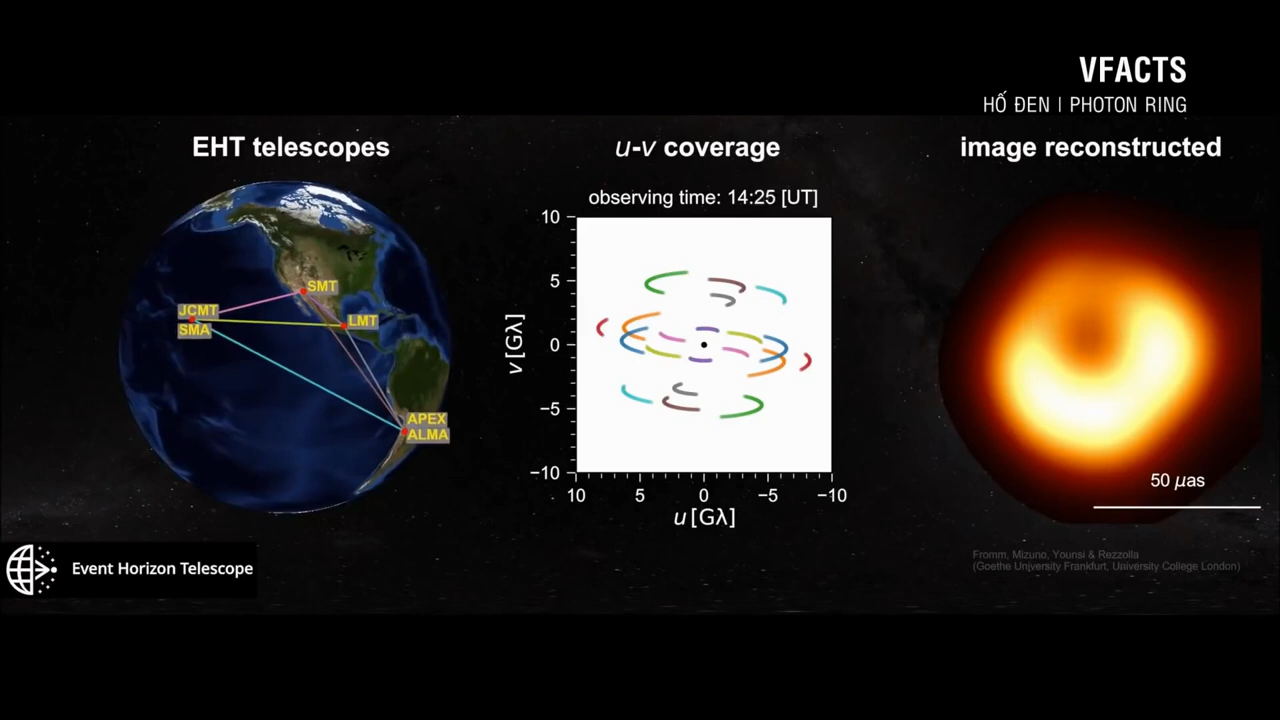 VFACTS
HỐ ĐEN | PHOTON RING
EHT telescopes
SMT
JCMT
SMA
LMT
APEX
ALMA
u-v coverage
observing time: 14:25 [UT]
10
5
0
−5
−10
v [Gλ]
10
5
0
−5
−10
u [Gλ]
image reconstructed
50 μas
Fromm, Mizuno, Younsi & Rezzolla
(Goethe University Frankfurt, University College London)
Event Horizon Telescope